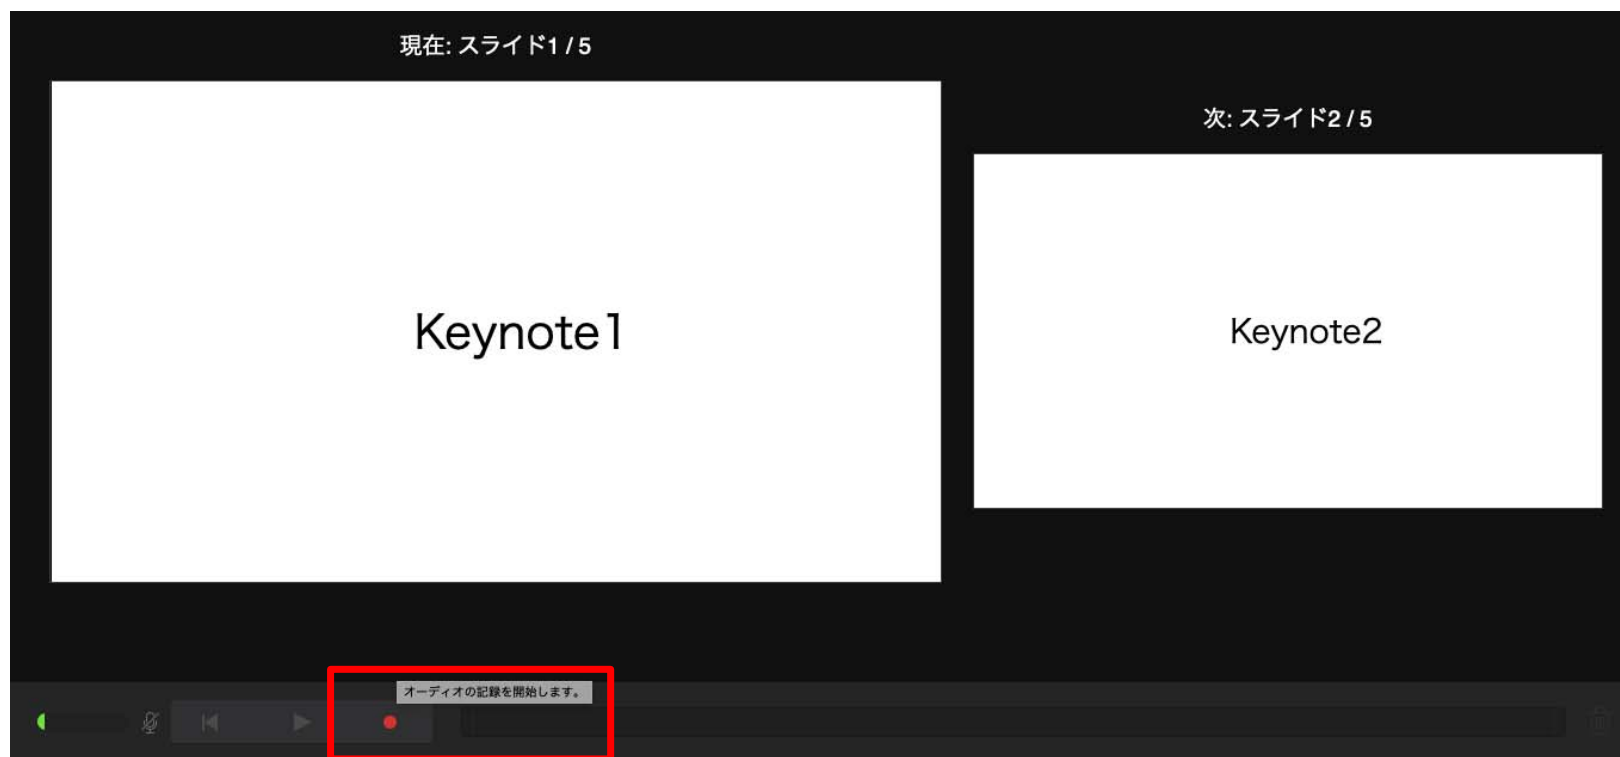 現在: スライド1 / 5
次: スライド2 / 5
Keynote1
Keynote2
オーディオの記録を開始します。